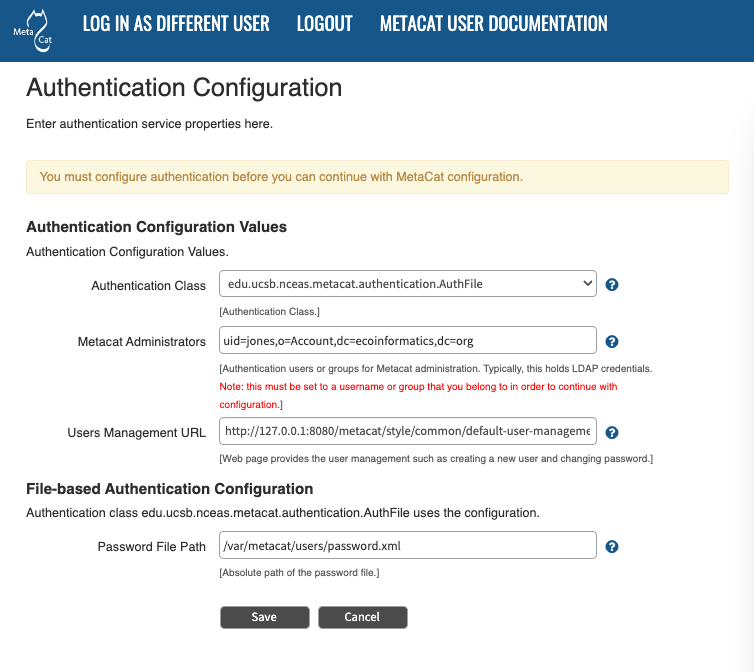 Meta Cat
LOG IN AS DIFFERENT USER LOGOUT METACAT USER DOCUMENTATION
Authentication Configuration
Enter authentication service properties here.
You must configure authentication before you can continue with MetaCat configuration.
Authentication Configuration Values
Authentication Configuration Values.
Authentication Class edu.ucsb.nceas.metacat.authentication.AuthFile ?
[Authentication Class.]
Metacat Administrators uid=jones,o=Account,dc=ecoinformatics,dc=org ?
[Authentication users or groups for Metacat administration. Typically, this holds LDAP credentials.
Note: this must be set to a username or group that you belong to in order to continue with
configuration.]
Users Management URL http://127.0.0.1:8080/metacat/style/common/default-user-manageme ?
[Web page provides the user management such as creating a new user and changing password.]
File-based Authentication Configuration
Authentication class edu.ucsb.nceas.metacat.authentication.AuthFile uses the configuration.
Password File Path /var/metacat/users/password.xml ?
[Absolute path of the password file.]
Save Cancel